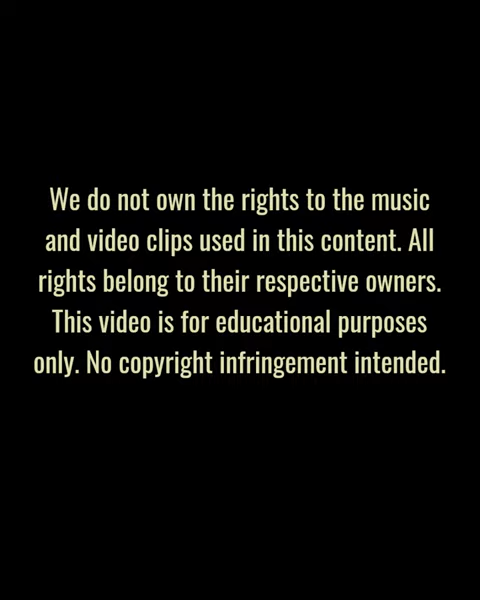 We do not own the rights to the music
and video clips used in this content. All
rights belong to their respective owners.
This video is for educational purposes
only. No copyright infringement intended.